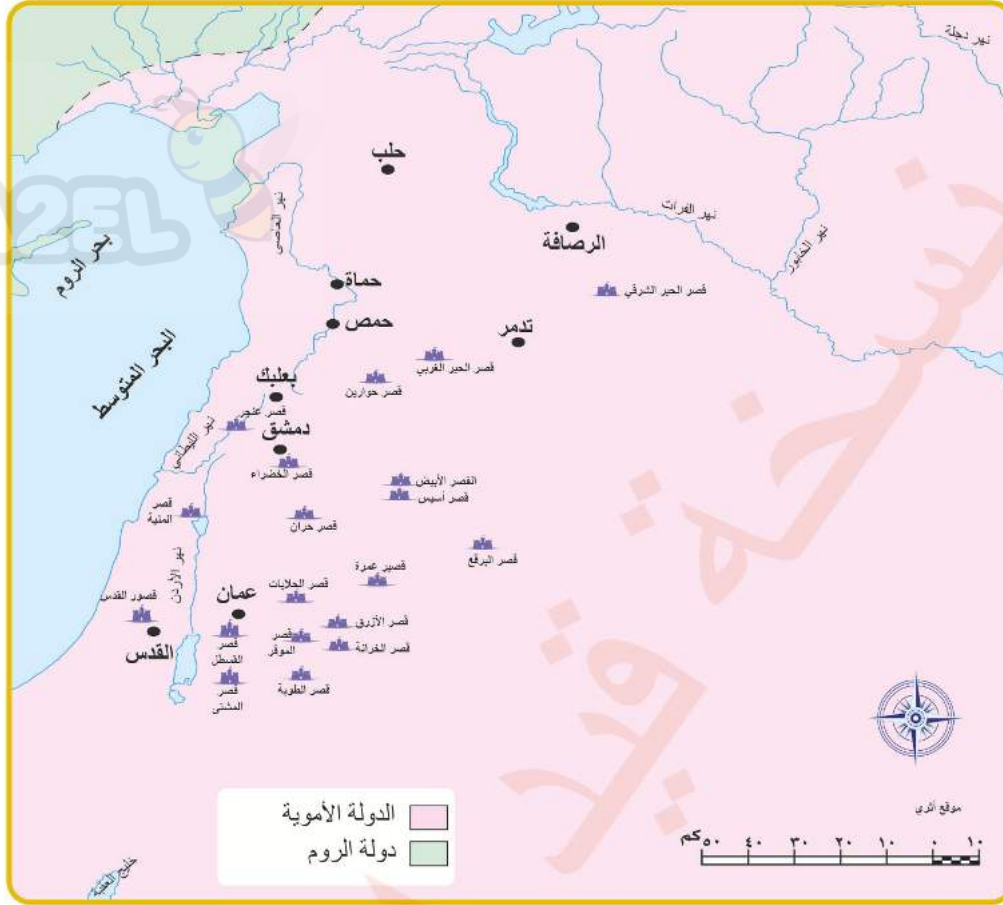 نهر دجلة
حلب
نهر العاصي
نهر الفرات
نهر الخابور
الرصافة
A2EL
بحر الروم
حماة
قصر الحير الشرقي
حمص
تدمر
البحر المتوسط
قصر الحير الغربي
بعلبك
قصر حوارين
قصر عنجر
نهر الليطاني
دمشق
قصر الخضراء
القصر الأبيض
قصر أسيس
قصر
المنية
قصر حران
قصر البرقع
نهر الأردن
قصير عمرة
قصر الحلابات
قصور القدس
عمان
قصر الأزرق
القدس
قصر
القسطل
قصر
الموقر
قصر الخرانة
قصر
المشتى
قصر الطوبة
نسخة قيد
الدولة الأموية
دولة الروم
موقع أثري
كم ٥٠ ٤٠ ٣٠ ٢٠ ١٠ ٠ ١٠
خليج العقبة